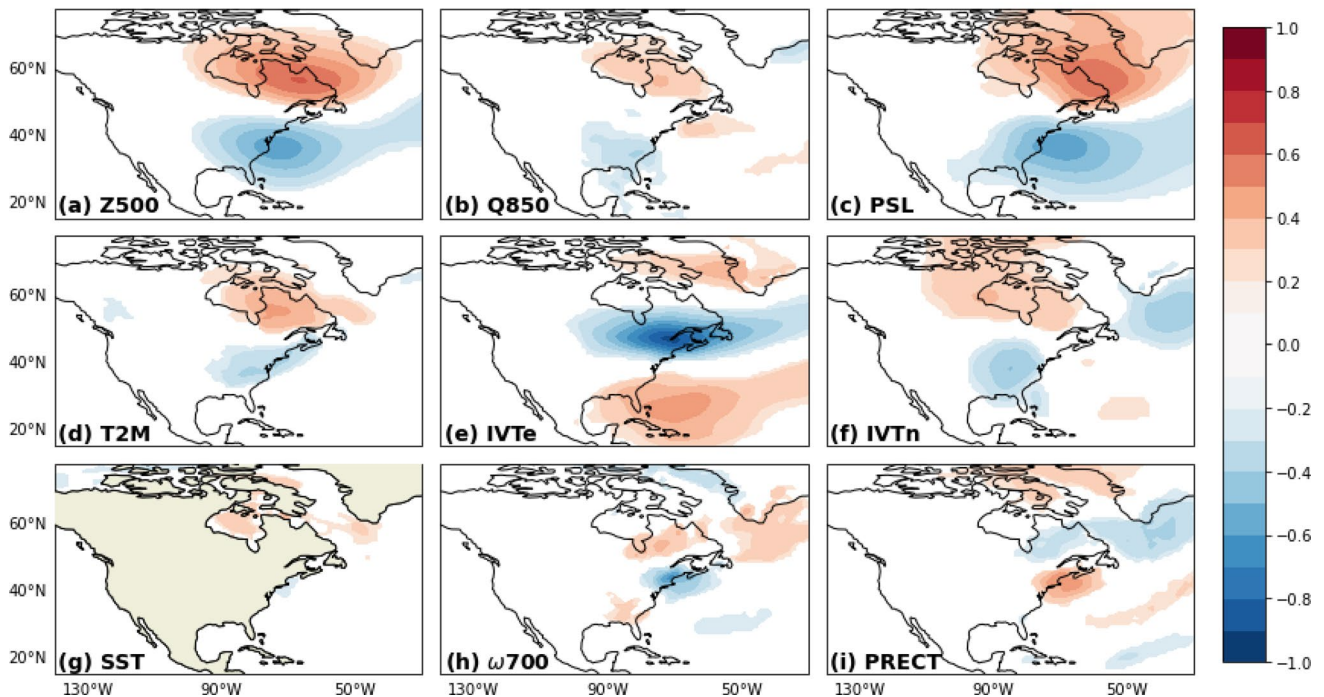 (a) Z500
(b) Q850
(c) PSL
60°N
40°N
20°N
(d) T2M
(e) IVTe
(f) IVTn
60°N
40°N
20°N
(g) SST
(h) ω700
(i) PRECT
60°N
40°N
20°N
130°W 90°W 50°W
130°W 90°W 50°W
130°W 90°W 50°W
1.0
0.8
0.6
0.4
0.2
0.0
−0.2
−0.4
−0.6
−0.8
−1.0